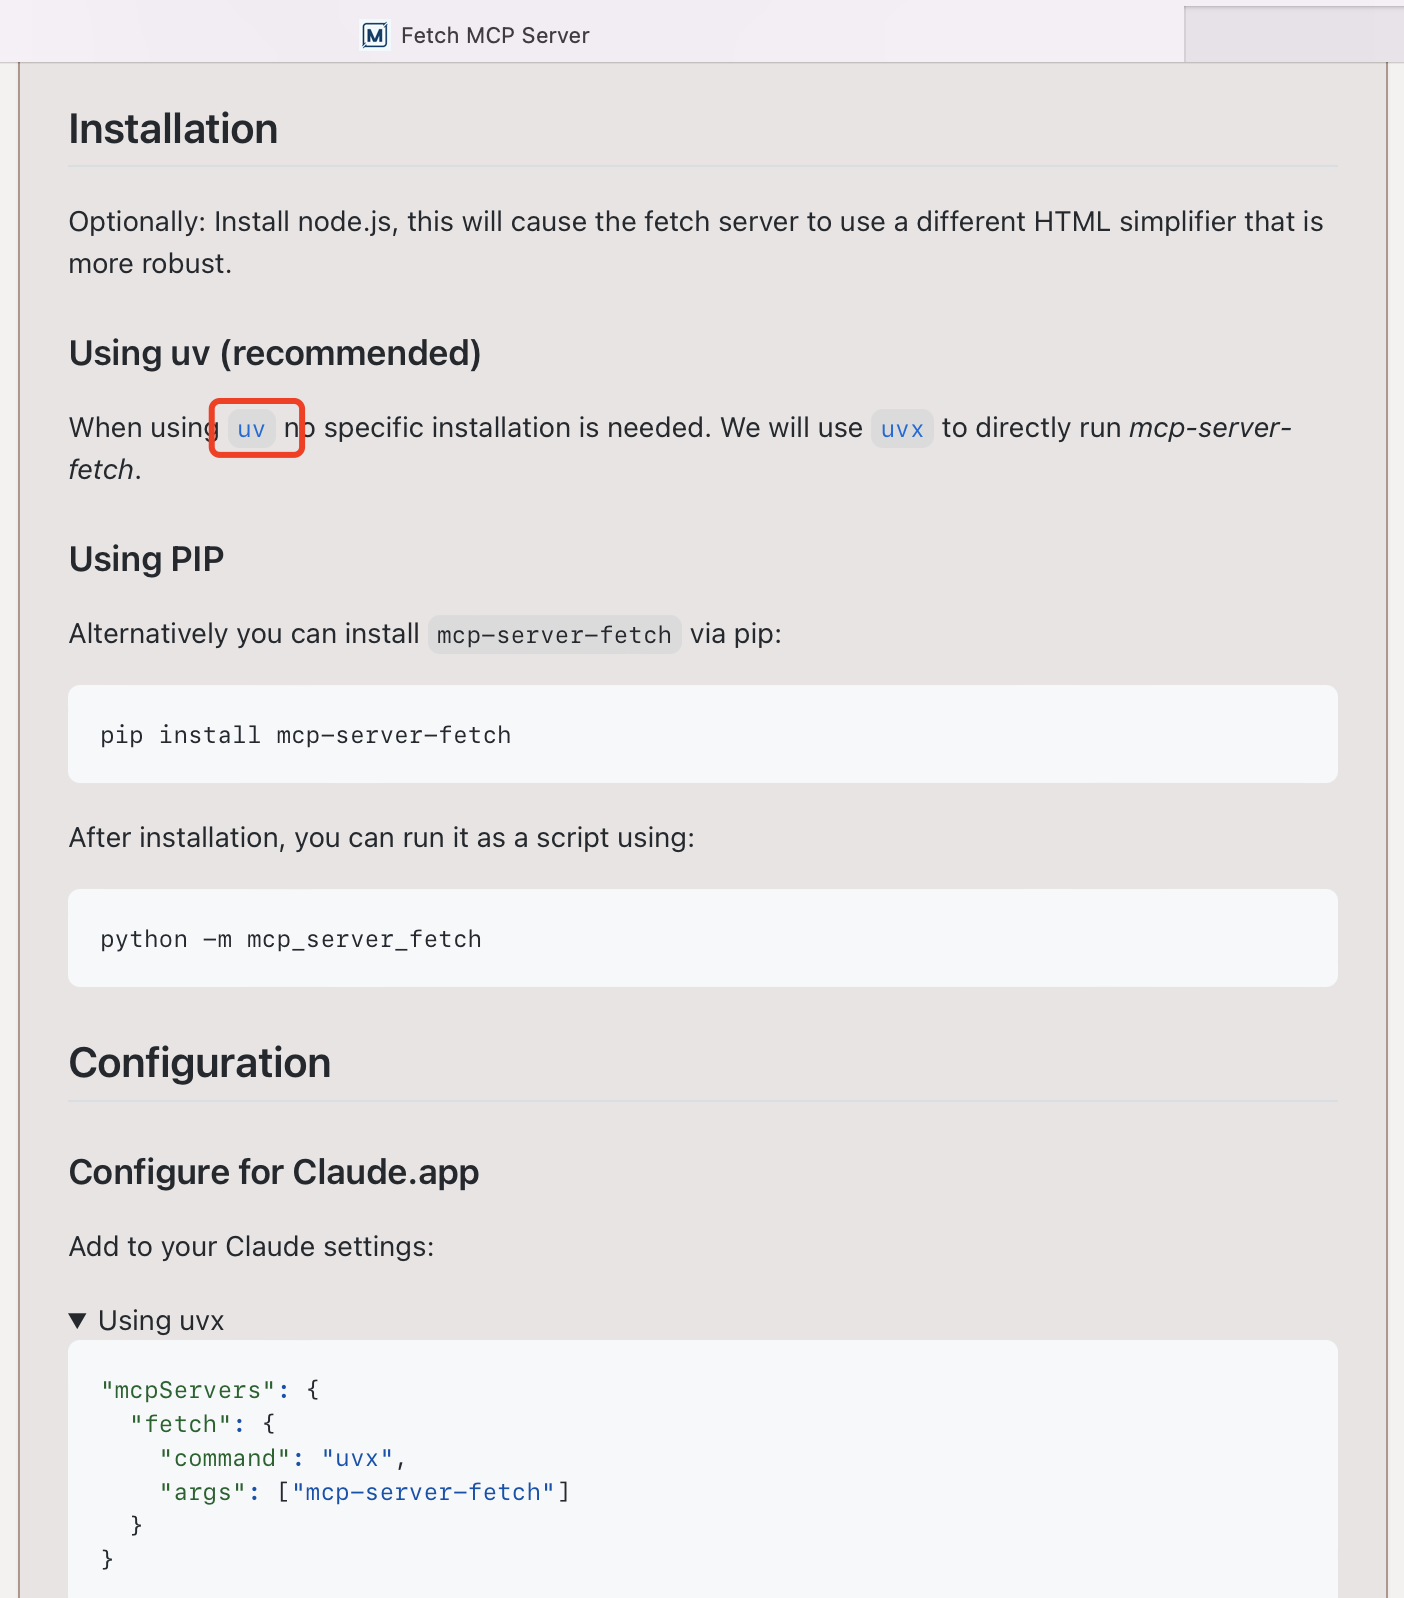 Fetch MCP Server
Installation
Optionally: Install node.js, this will cause the fetch server to use a different HTML simplifier that is
more robust.
Using uv (recommended)
When using uv no specific installation is needed. We will use uvx to directly run mcp-server-
fetch.
Using PIP
Alternatively you can install mcp-server-fetch via pip:
pip install mcp-server-fetch
After installation, you can run it as a script using:
python -m mcp_server_fetch
Configuration
Configure for Claude.app
Add to your Claude settings:
▼ Using uvx
"mcpServers": {
  "fetch": {
    "command": "uvx",
    "args": ["mcp-server-fetch"]
  }
}